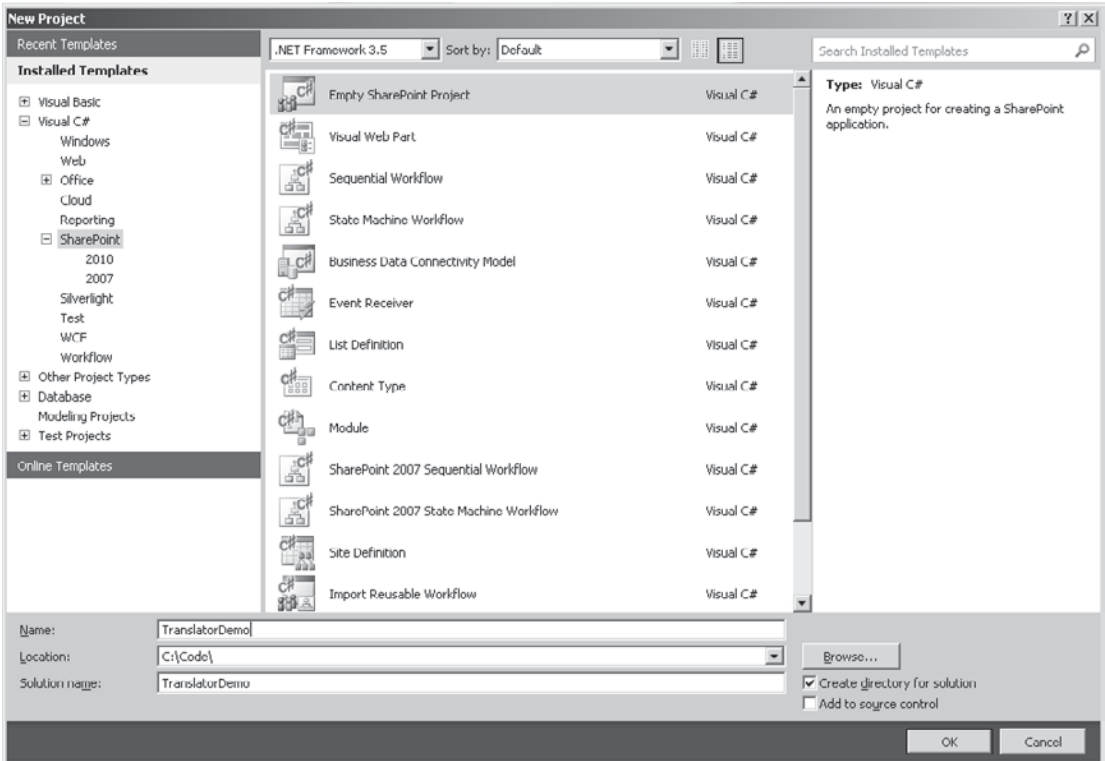 New Project
Recent Templates
Installed Templates
Visual Basic
Visual C#
Windows
Web
Office
Cloud
Reporting
SharePoint
2010
2007
Silverlight
Test
WCF
Workflow
Other Project Types
Database
Modeling Projects
Test Projects
Online Templates
.NET Framework 3.5
Sort by: Default
Empty SharePoint Project Visual C#
Visual Web Part Visual C#
Sequential Workflow Visual C#
State Machine Workflow Visual C#
Business Data Connectivity Model Visual C#
Event Receiver Visual C#
List Definition Visual C#
Content Type Visual C#
Module Visual C#
SharePoint 2007 Sequential Workflow Visual C#
SharePoint 2007 State Machine Workflow Visual C#
Site Definition Visual C#
Import Reusable Workflow Visual C#
Search Installed Templates
Type: Visual C#
An empty project for creating a SharePoint
application.
Name: TranslatorDemo
Location: C:\Code\
Browse...
Solution name: TranslatorDemo
Create directory for solution
Add to source control
OK Cancel